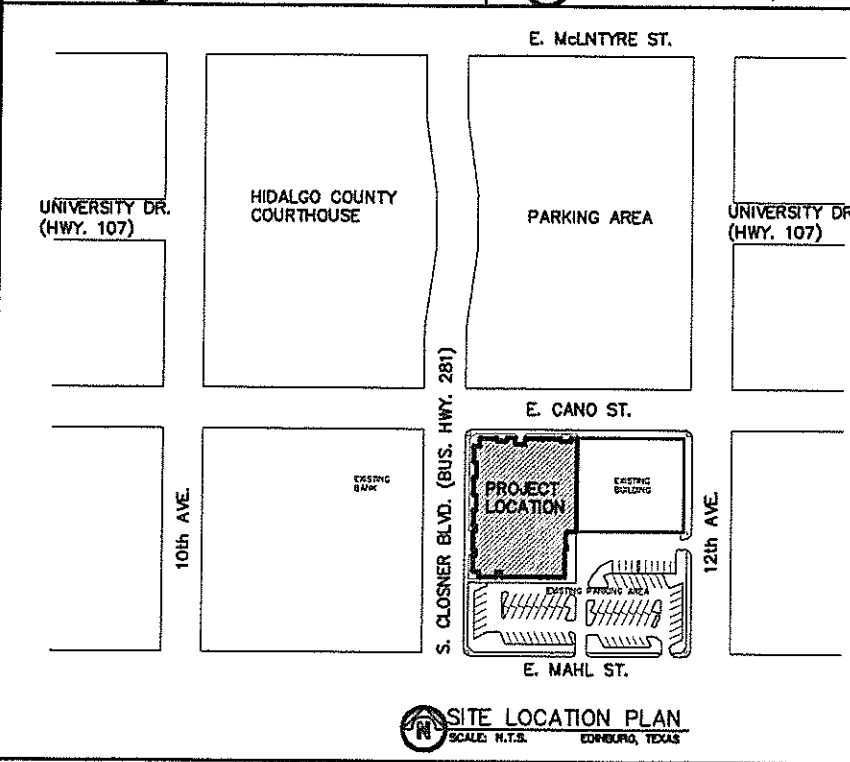 E. McLNTYRE ST.
UNIVERSITY DR.
(HWY. 107)
HIDALGO COUNTY
COURTHOUSE
PARKING AREA
UNIVERSITY DR
(HWY. 107)
S. CLOSNER BLVD. (BUS. HWY. 281)
E. CANO ST.
10th AVE.
EXISTING
BANK
PROJECT
LOCATION
EXISTING
BUILDING
12th AVE.
EXISTING PARKING AREA
E. MAHL ST.
N
SITE LOCATION PLAN
SCALE: N.T.S. EDINBURG, TEXAS